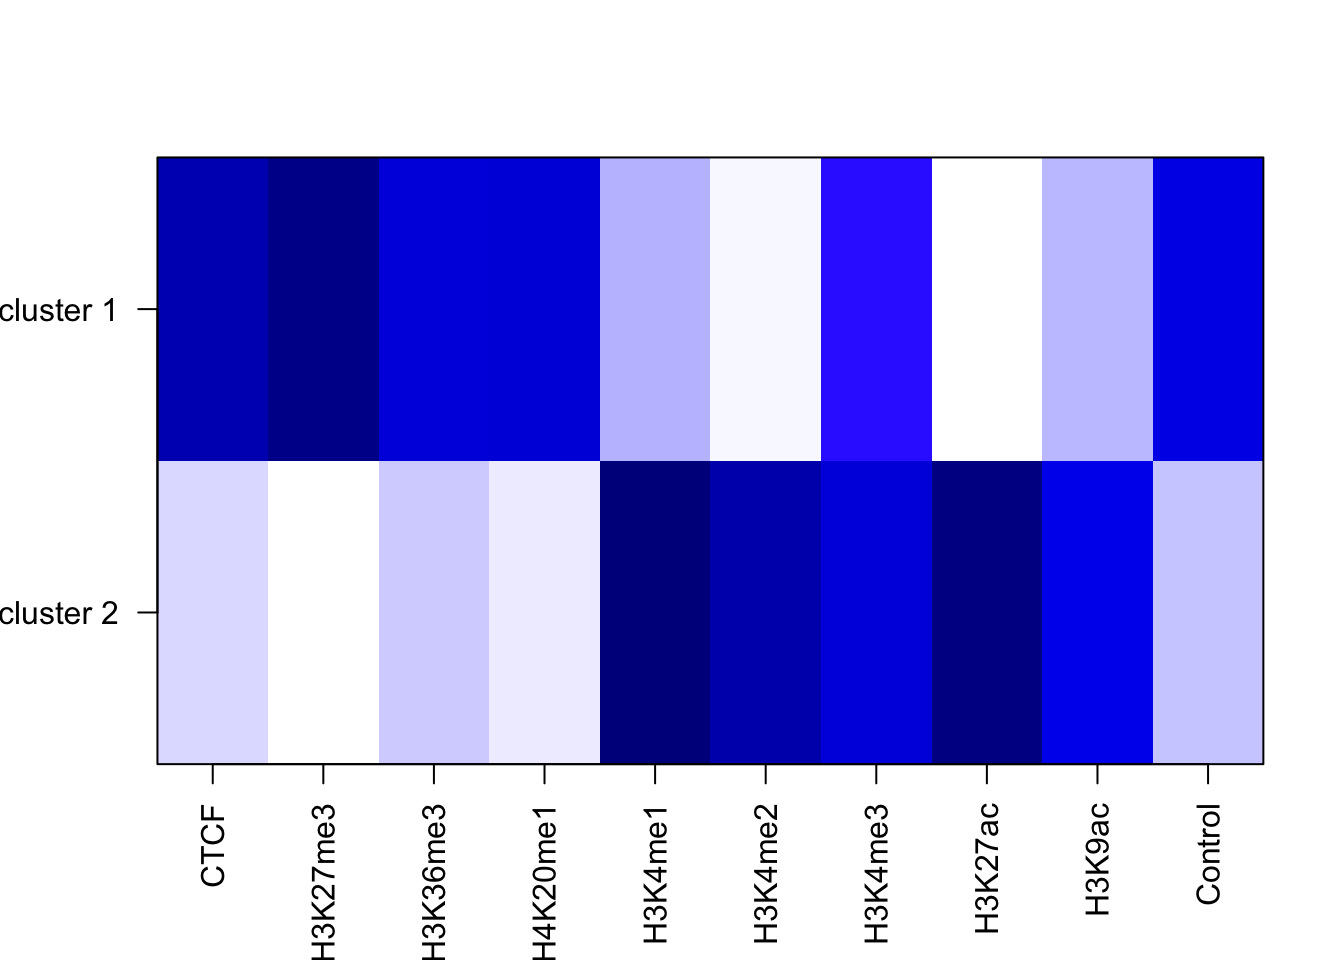 cluster 1
cluster 2
CTCF
H3K27me3
H3K36me3
H4K20me1
H3K4me1
H3K4me2
H3K4me3
H3K27ac
H3K9ac
Control